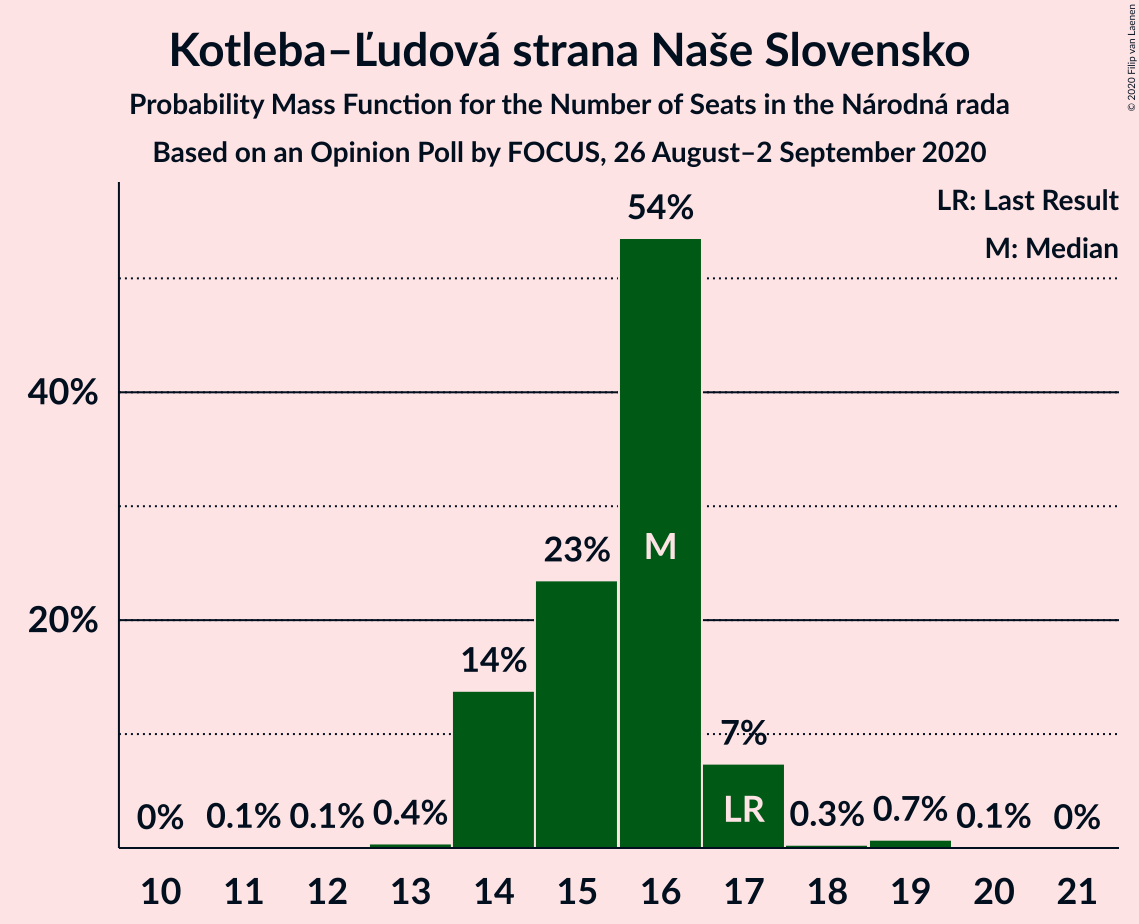 Kotleba–Ľudová strana Naše Slovensko
Probability Mass Function for the Number of Seats in the Národná rada
Based on an Opinion Poll by FOCUS, 26 August–2 September 2020
© 2020 Filip van Laenen
LR: Last Result
M: Median
40%
20%
0% 0.1% 0.1% 0.4% 14% 23% 54% 7% 0.3% 0.7% 0.1% 0%
M
LR
10 11 12 13 14 15 16 17 18 19 20 21